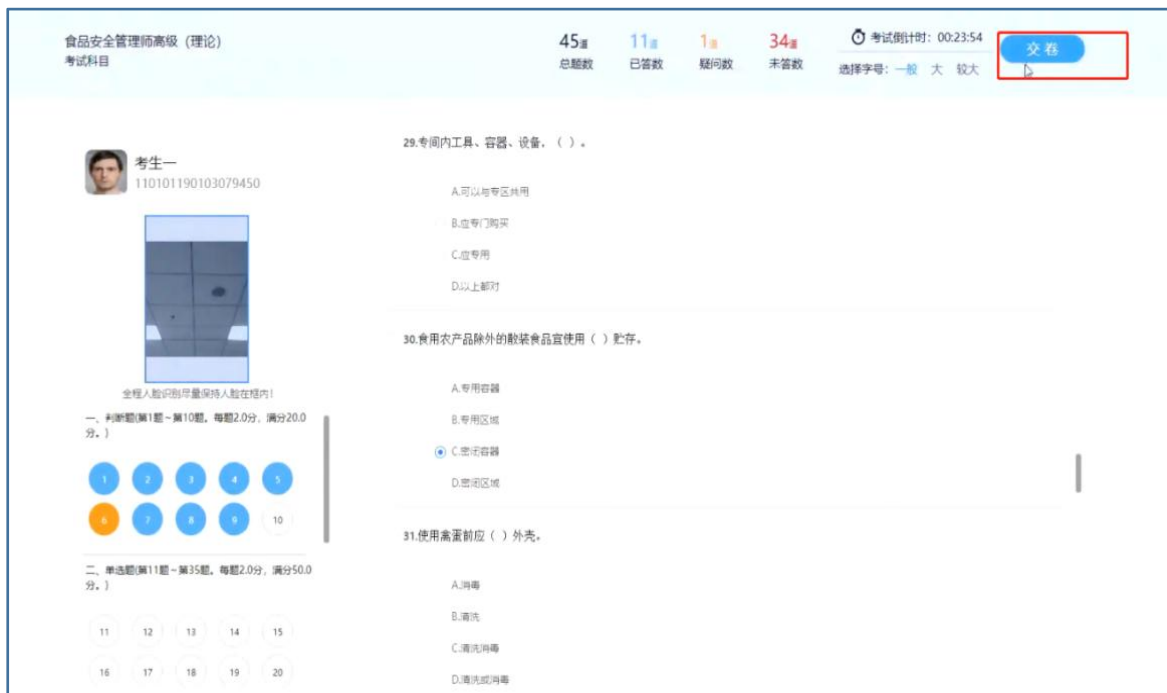 食品安全管理师高级（理论）
考试科目
45道 11道 1道 34道
总题数 已答数 疑问数 未答数
考试倒计时：00:23:54
选择字号：一般 大 较大
交卷
考生一
110101190103079450
全程人脸识别尽量保持人脸在框内！
一、判断题(第1题～第10题。每题2.0分，满分20.0
分。)
1 2 3 4 5
6 7 8 9 10
二、单选题(第11题～第35题。每题2.0分，满分50.0
分。)
11 12 13 14 15
16 17 18 19 20
29.专间内工具、容器、设备，（ ）。
A.可以与专区共用
B.应专门购买
C.应专用
D.以上都对
30.食用农产品除外的散装食品宜使用（ ）贮存。
A.专用容器
B.专用区域
C.密闭容器
D.密闭区域
31.使用禽蛋前应（ ）外壳。
A.消毒
B.清洗
C.清洗消毒
D.清洗或消毒